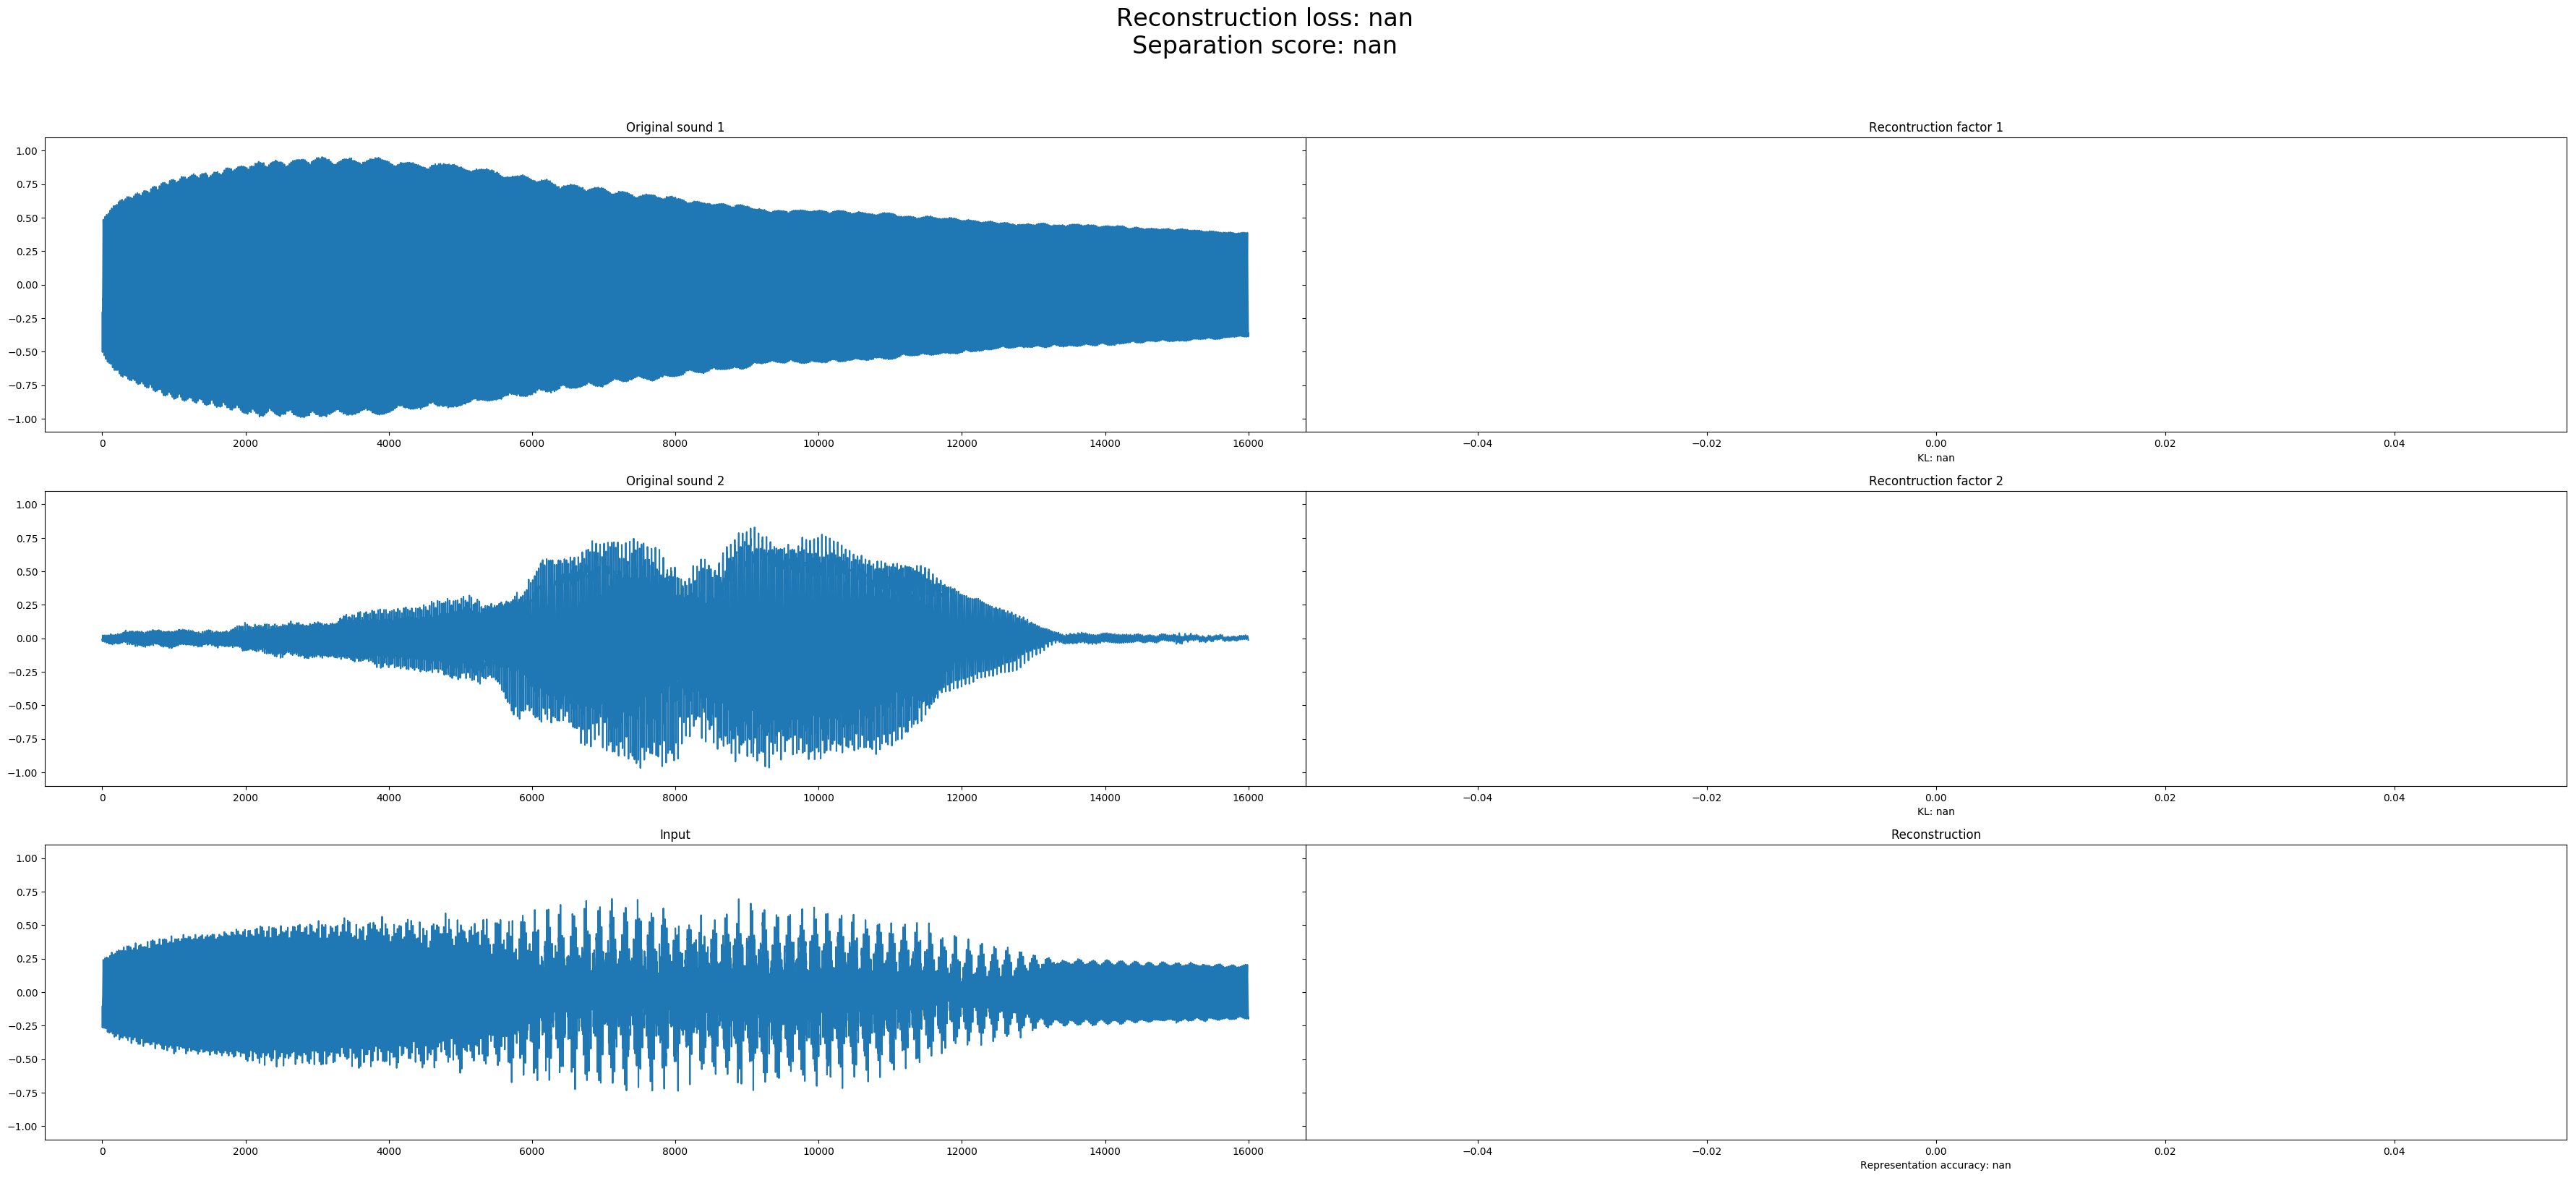 Reconstruction loss: nan
Separation score: nan
Original sound 1
Recontruction factor 1
1.00
0.75
0.50
0.25
0.00
−0.25
−0.50
−0.75
−1.00
0 2000 4000 6000 8000 10000 12000 14000 16000
−0.04 −0.02 0.00 0.02 0.04
KL: nan
Original sound 2
Recontruction factor 2
1.00
0.75
0.50
0.25
0.00
−0.25
−0.50
−0.75
−1.00
0 2000 4000 6000 8000 10000 12000 14000 16000
−0.04 −0.02 0.00 0.02 0.04
KL: nan
Input
Reconstruction
1.00
0.75
0.50
0.25
0.00
−0.25
−0.50
−0.75
−1.00
0 2000 4000 6000 8000 10000 12000 14000 16000
−0.04 −0.02 0.00 0.02 0.04
Representation accuracy: nan